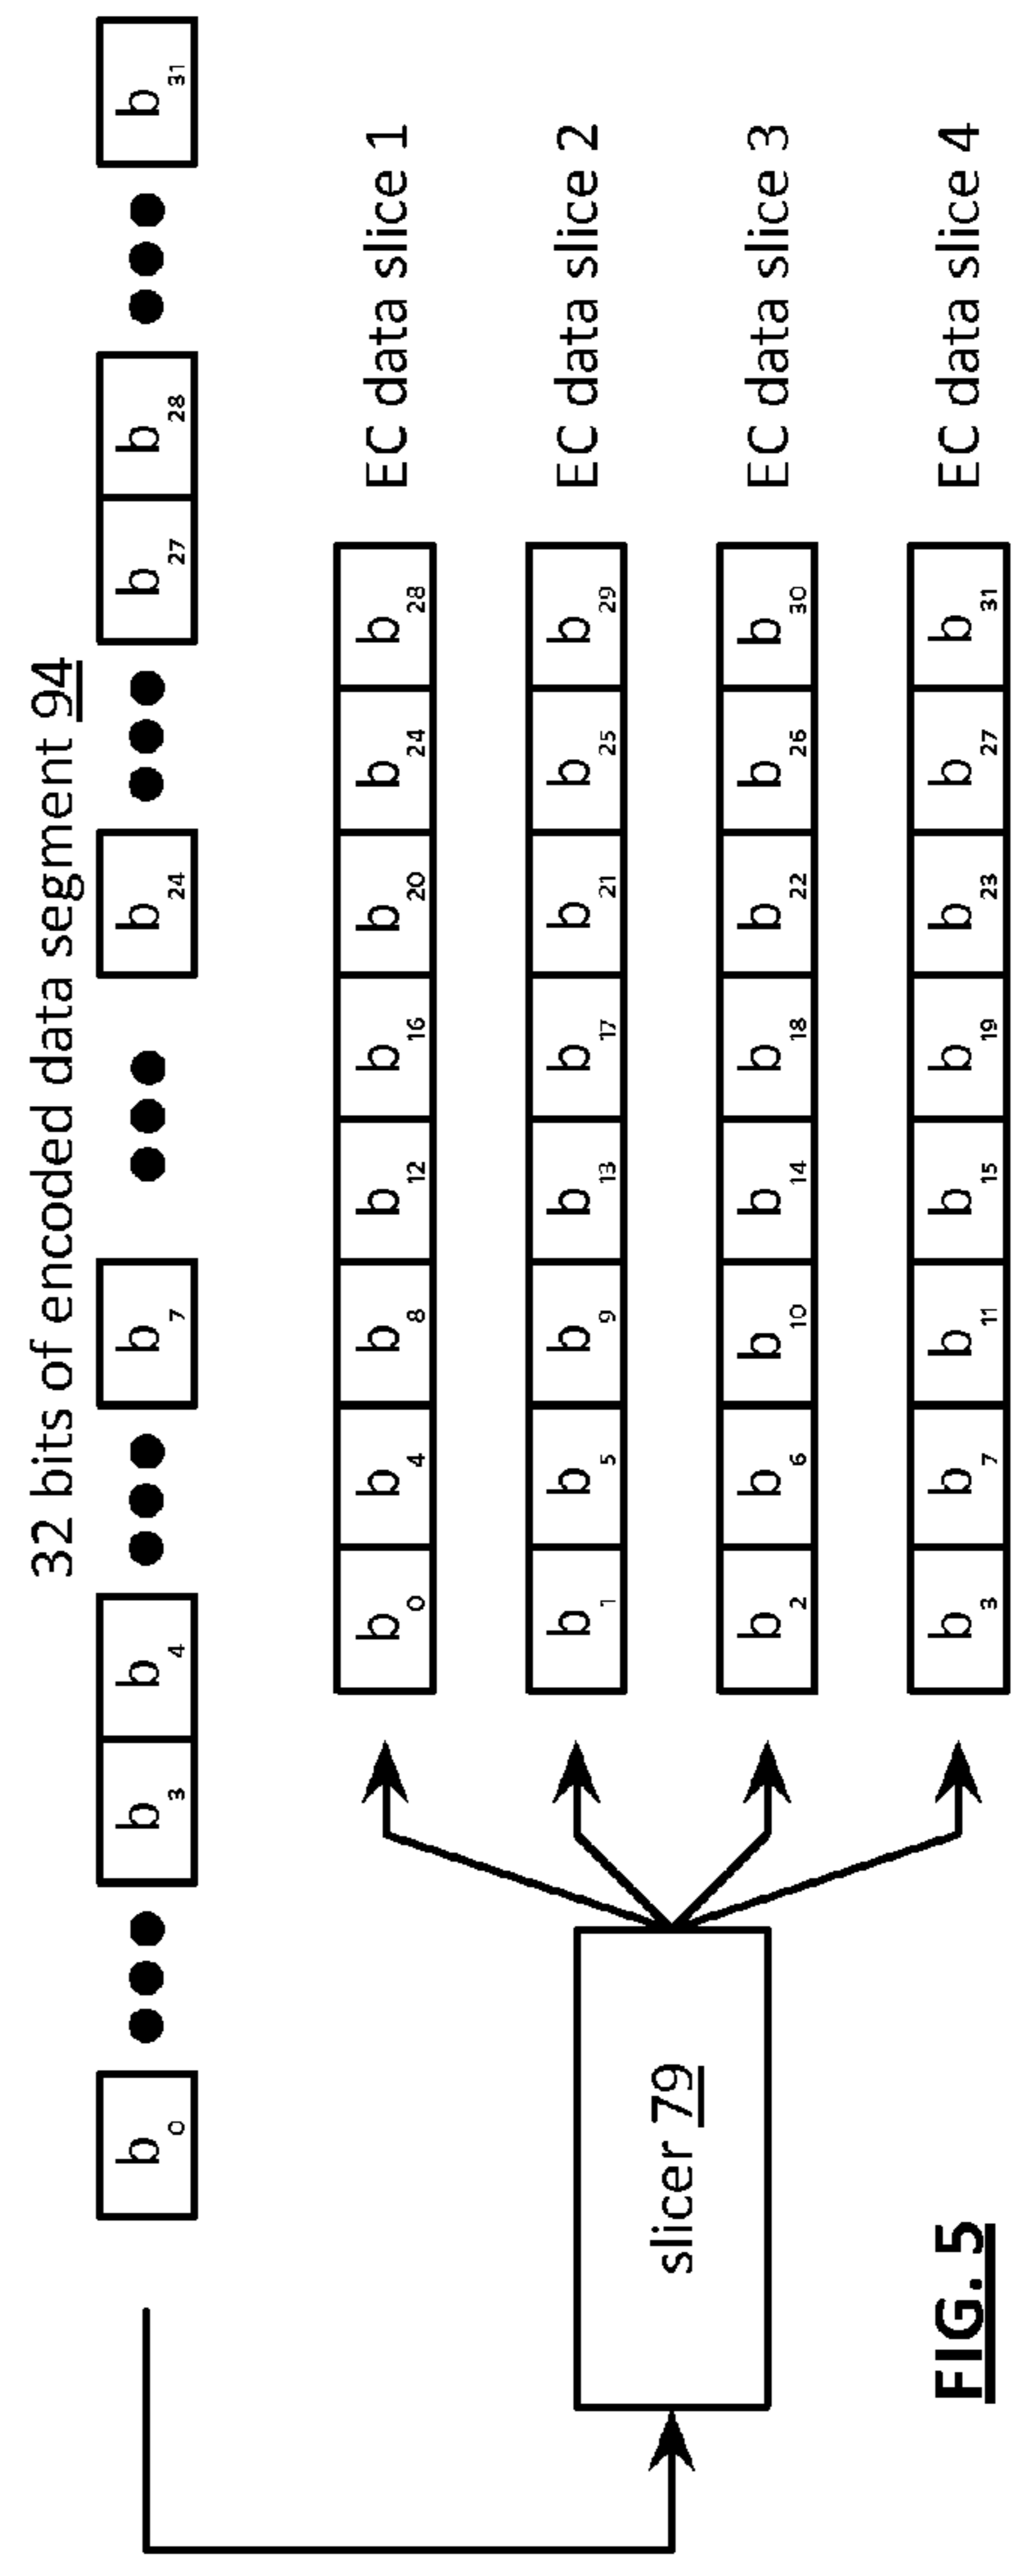 32 bits of encoded data segment 94
b0 b3 b4 b7 b24 b27 b28 b31
b0 b4 b8 b12 b16 b20 b24 b28 EC data slice 1
b1 b5 b9 b13 b17 b21 b25 b29 EC data slice 2
slicer 79
b2 b6 b10 b14 b18 b22 b26 b30 EC data slice 3
b3 b7 b11 b15 b19 b23 b27 b31 EC data slice 4
FIG. 5